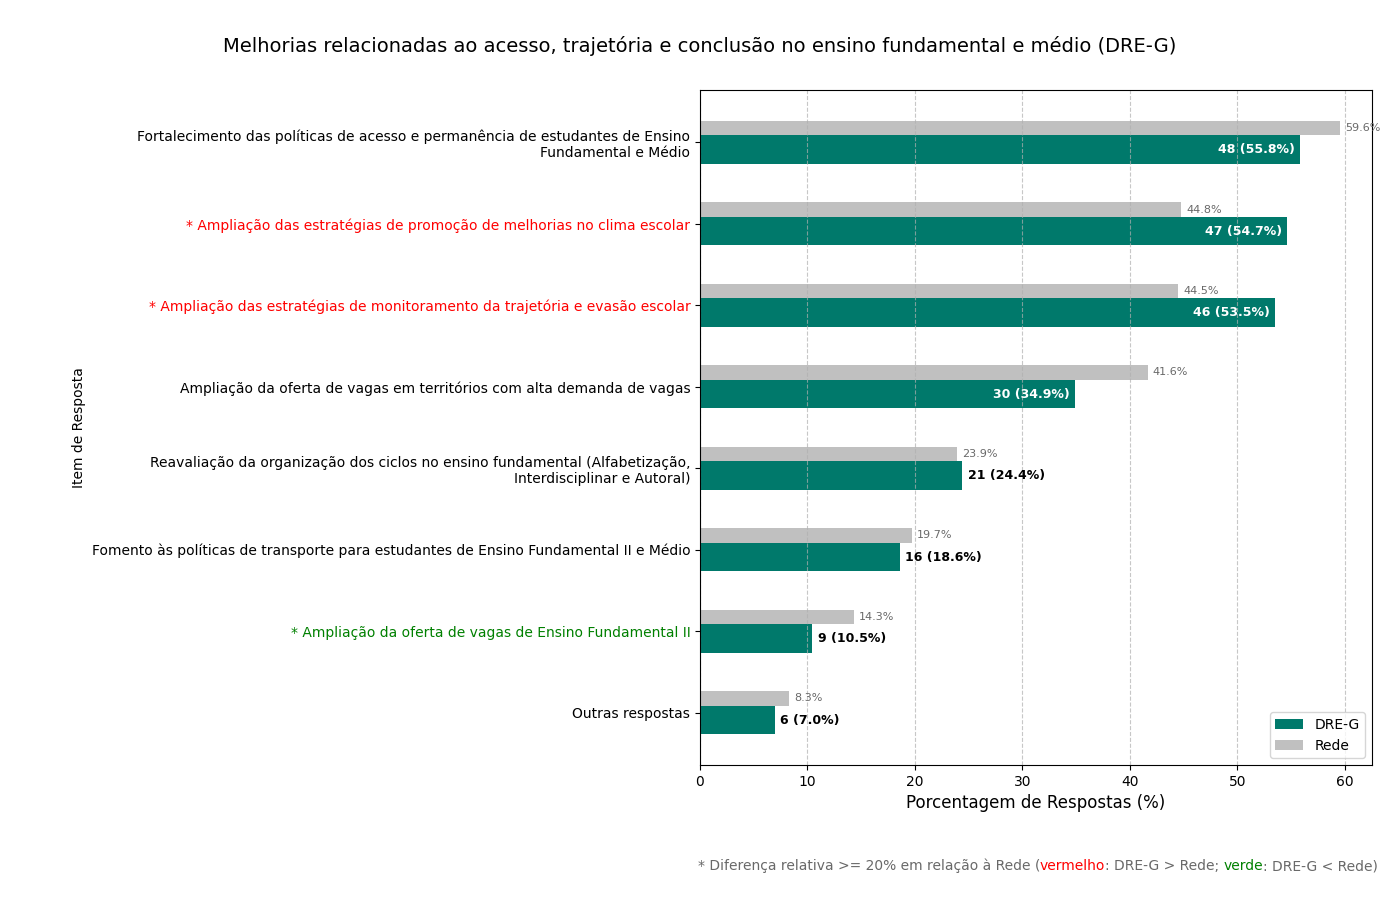 Melhorias relacionadas ao acesso, trajetória e conclusão no ensino fundamental e médio (DRE-G)
Fortalecimento das políticas de acesso e permanência de estudantes de Ensino
Fundamental e Médio
59.6%
48 (55.8%)
* Ampliação das estratégias de promoção de melhorias no clima escolar
44.8%
47 (54.7%)
* Ampliação das estratégias de monitoramento da trajetória e evasão escolar
44.5%
46 (53.5%)
Ampliação da oferta de vagas em territórios com alta demanda de vagas
41.6%
30 (34.9%)
Reavaliação da organização dos ciclos no ensino fundamental (Alfabetização,
Interdisciplinar e Autoral)
23.9%
21 (24.4%)
Fomento às políticas de transporte para estudantes de Ensino Fundamental II e Médio
19.7%
16 (18.6%)
* Ampliação da oferta de vagas de Ensino Fundamental II
14.3%
9 (10.5%)
Outras respostas
8.3%
6 (7.0%)
Item de Resposta
DRE-G
Rede
0 10 20 30 40 50 60
Porcentagem de Respostas (%)
* Diferença relativa >= 20% em relação à Rede (vermelho: DRE-G > Rede; verde: DRE-G < Rede)